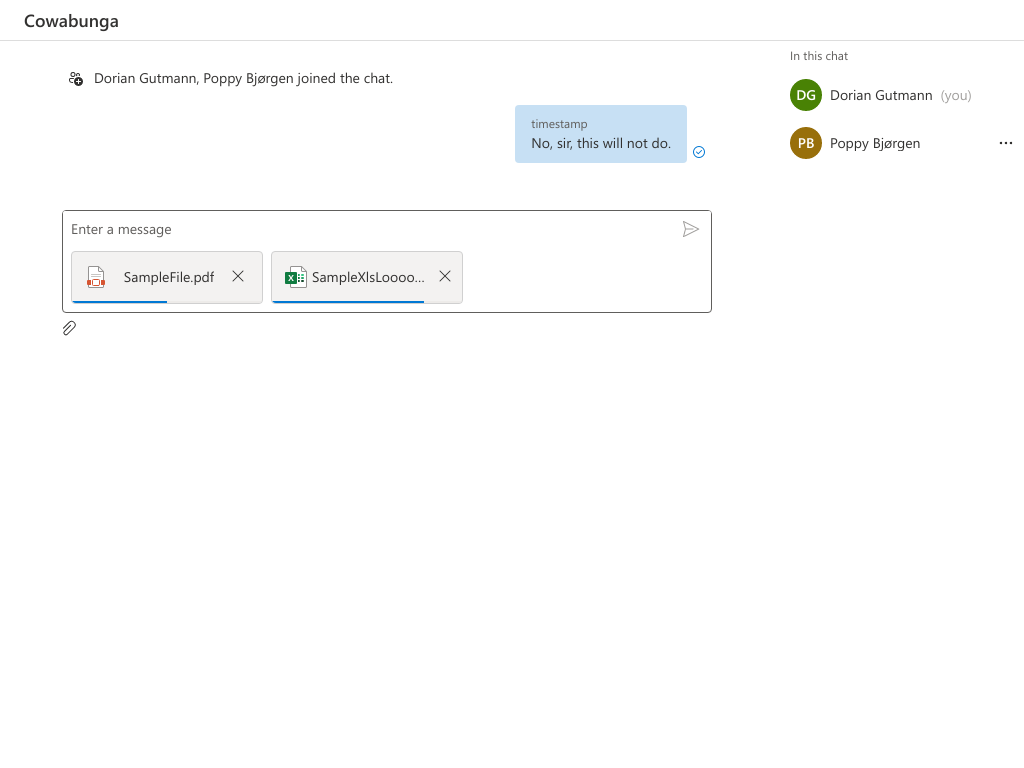 Cowabunga
Dorian Gutmann, Poppy Bjørgen joined the chat.
timestamp
No, sir, this will not do.
Enter a message
SampleFile.pdf
SampleXlsLoooo...
In this chat
DG Dorian Gutmann (you)
PB Poppy Bjørgen